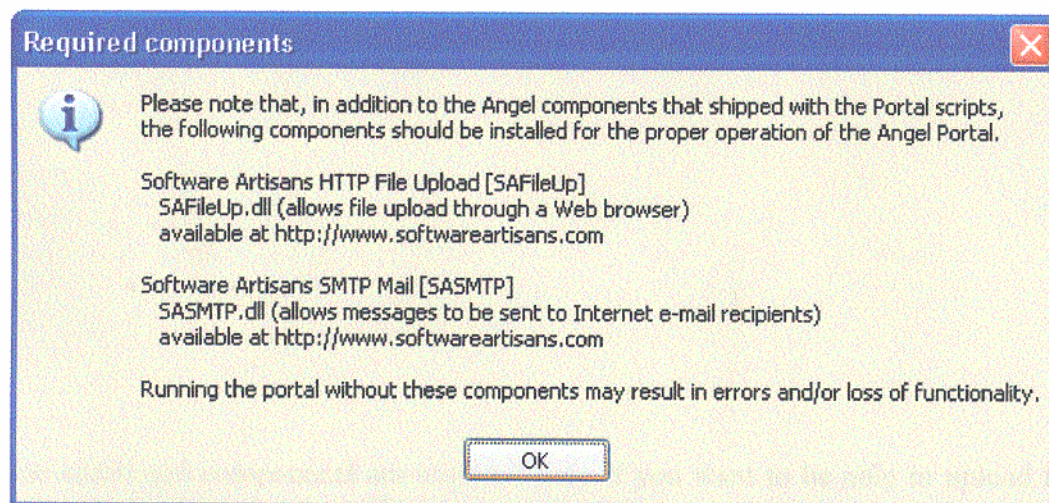 Required components
Please note that, in addition to the Angel components that shipped with the Portal scripts,
the following components should be installed for the proper operation of the Angel Portal.
Software Artisans HTTP File Upload [SAFileUp]
SAFileUp.dll (allows file upload through a Web browser)
available at http://www.softwareartisans.com
Software Artisans SMTP Mail [SASMTP]
SASMTP.dll (allows messages to be sent to Internet e-mail recipients)
available at http://www.softwareartisans.com
Running the portal without these components may result in errors and/or loss of functionality.
OK